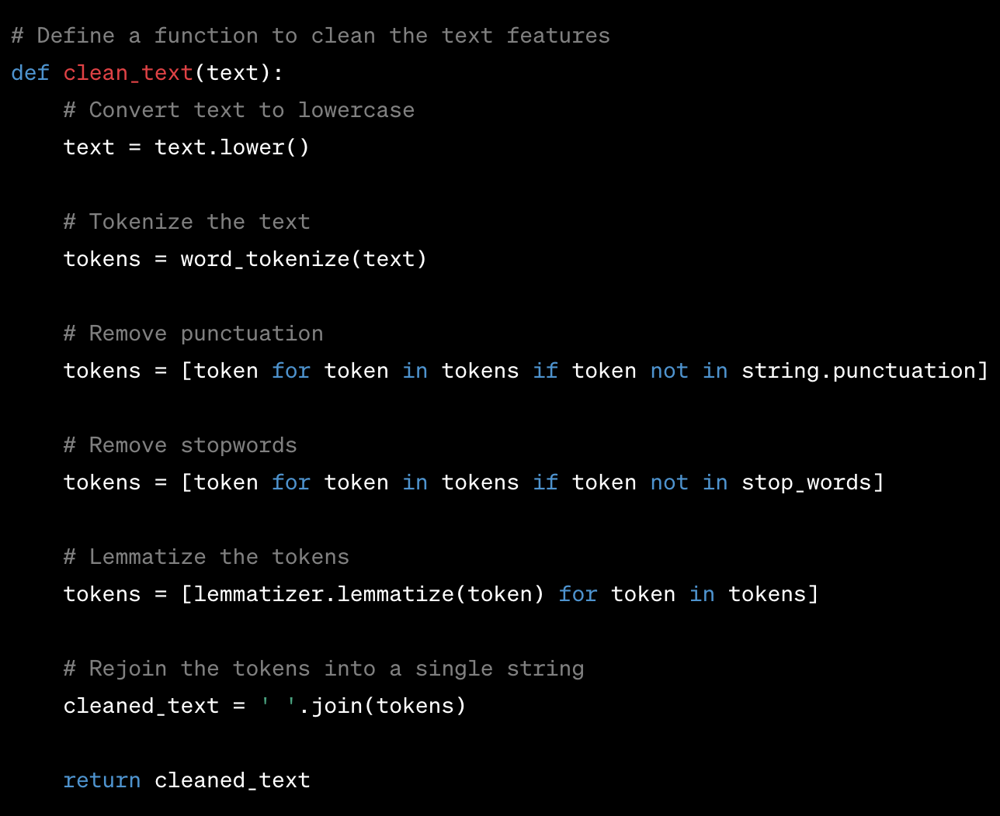 # Define a function to clean the text features
def clean_text(text):
    # Convert text to lowercase
    text = text.lower()

    # Tokenize the text
    tokens = word_tokenize(text)

    # Remove punctuation
    tokens = [token for token in tokens if token not in string.punctuation]

    # Remove stopwords
    tokens = [token for token in tokens if token not in stop_words]

    # Lemmatize the tokens
    tokens = [lemmatizer.lemmatize(token) for token in tokens]

    # Rejoin the tokens into a single string
    cleaned_text = ' '.join(tokens)

    return cleaned_text